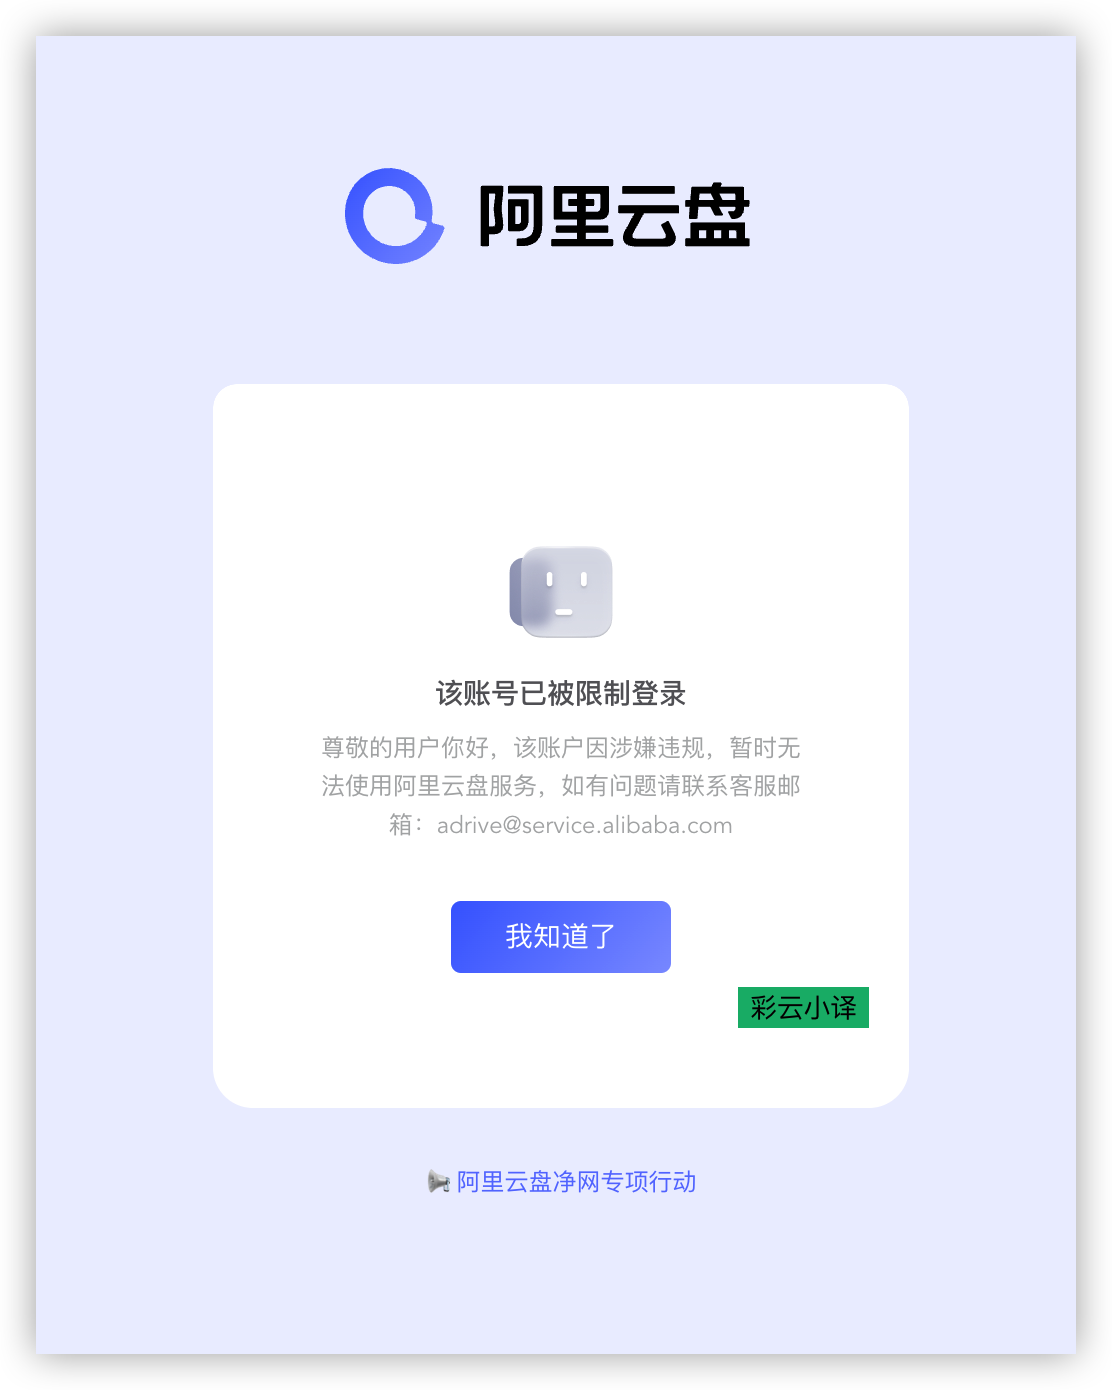 阿里云盘
该账号已被限制登录
尊敬的用户你好，该账户因涉嫌违规，暂时无
法使用阿里云盘服务，如有问题请联系客服邮
箱：adrive@service.alibaba.com
我知道了
彩云小译
阿里云盘净网专项行动